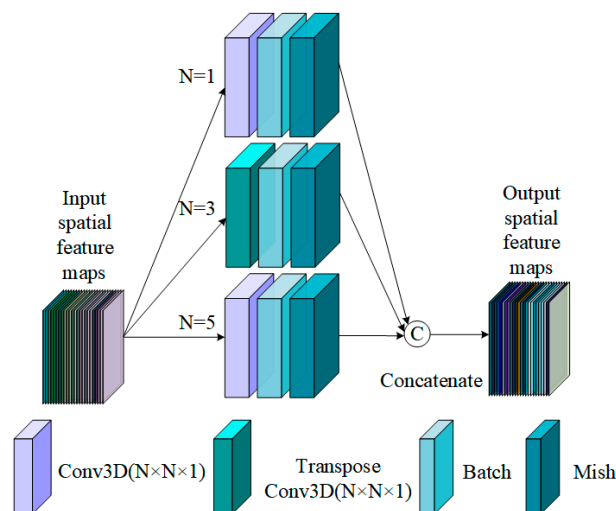 N=1
Input
spatial
feature
maps
N=3
Output
spatial
feature
maps
N=5
C
Concatenate
Conv3D(N×N×1)
Transpose
Conv3D(N×N×1)
Batch
Mish